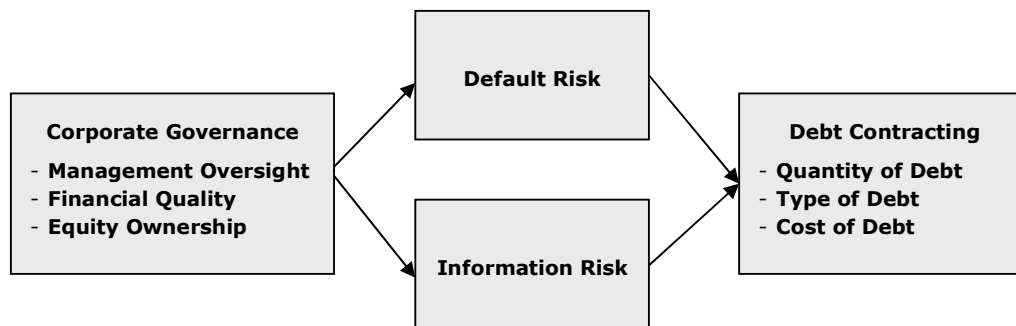 Default Risk
Corporate Governance
- Management Oversight
- Financial Quality
- Equity Ownership
Information Risk
Debt Contracting
- Quantity of Debt
- Type of Debt
- Cost of Debt